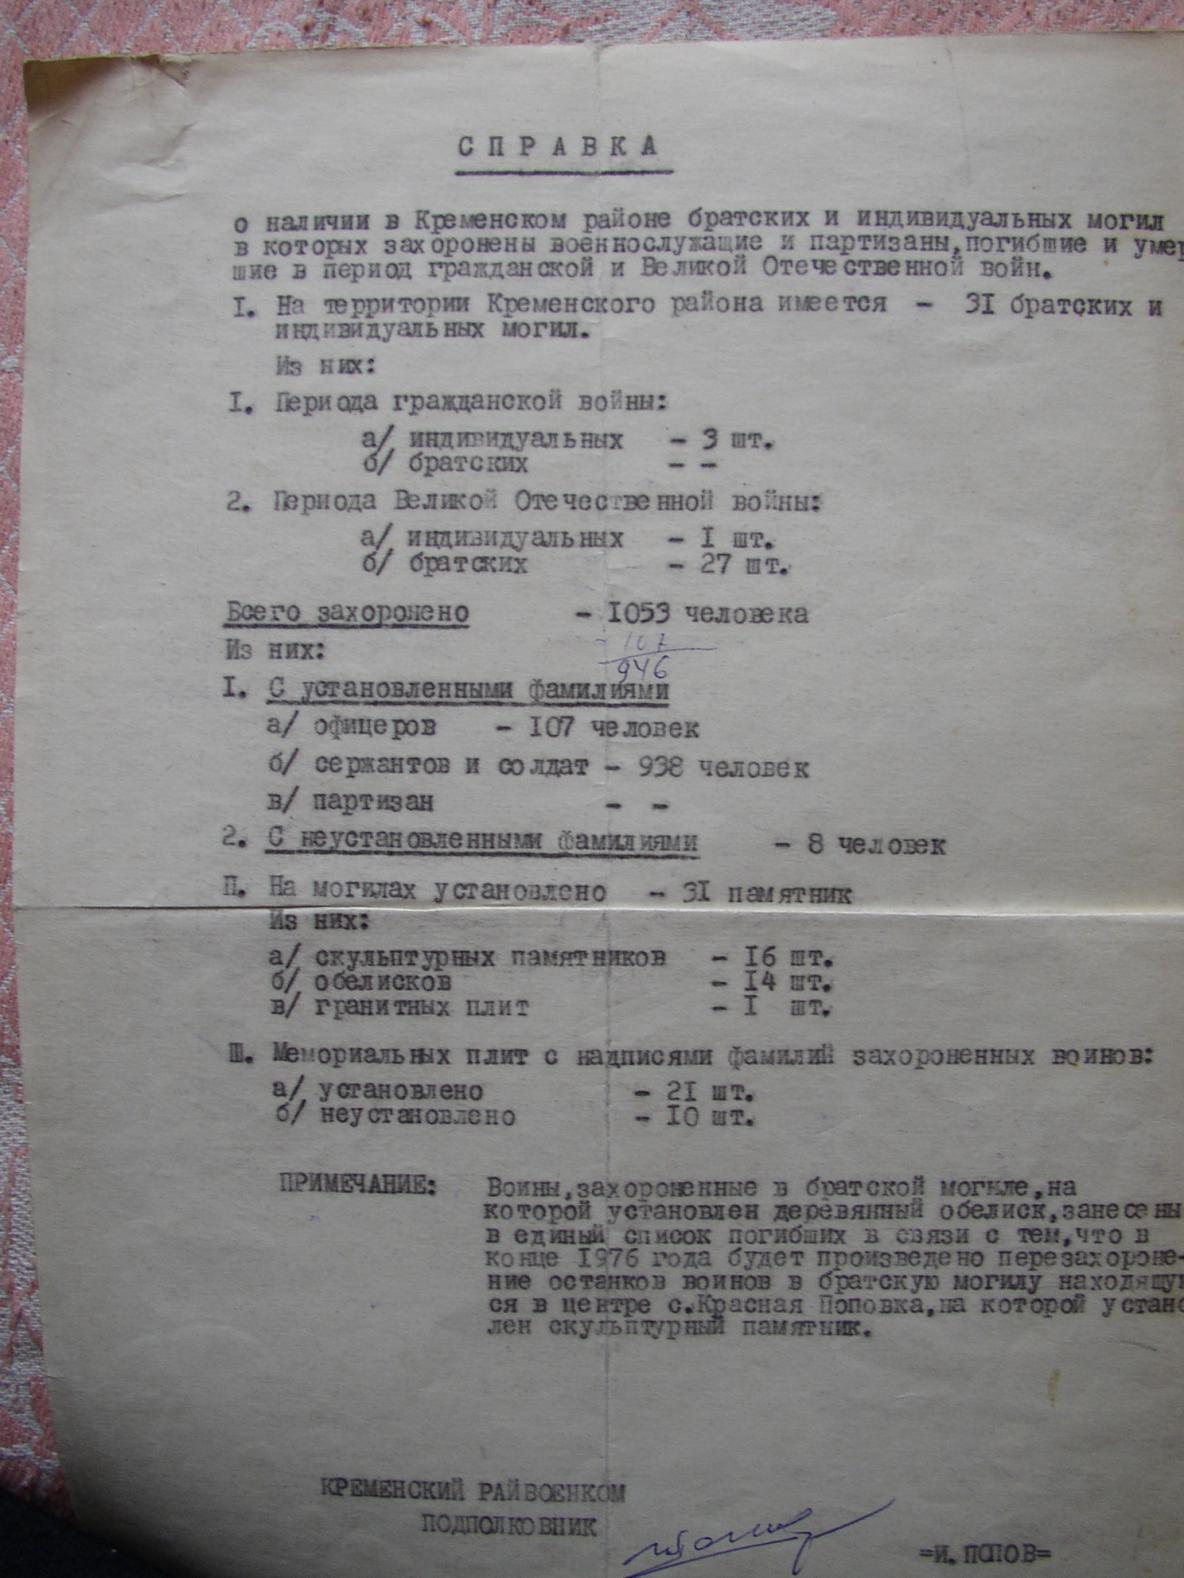 СПРАВКА
о наличии в Кременском районе братских и индивидуальных могил
в которых захоронены военнослужащие и партизаны,погибшие и умер
шие в период гражданской и Великой Отечественной войн.
I. На территории Кременского района имеется - 31 братских и
индивидуальных могил.
Из них:
I. Периода гражданской войны:
а/ индивидуальных - 3 шт.
б/ братских - -
2. Периода Великой Отечественной войны:
а/ индивидуальных - I шт.
б/ братских - 27 шт.
Всего захоронено - I053 человека
- 107
Из них:
946
I. С установленными фамилиями
а/ офицеров - I07 человек
б/ сержантов и солдат - 938 человек
в/ партизан - -
2. С неустановленными фамилиями - 8 человек
П. На могилах установлено - 31 памятник
Из них:
а/ скульптурных памятников - I6 шт.
б/ обелисков - I4 шт.
в/ гранитных плит - I шт.
Ш. Мемориальных плит с надписями фамилий захороненных воинов:
а/ установлено - 2I шт.
б/ неустановлено - I0 шт.
ПРИМЕЧАНИЕ: Воины,захороненные в братской могиле,на
которой установлен деревянный обелиск,занесены
в единый список погибших в связи с тем,что в
конце 1976 года будет произведено перезахороне-
ние останков воинов в братскую могилу находящую
ся в центре с.Красная Поповка,на которой устано
лен скульптурный памятник.
КРЕМЕНСКИЙ РАЙВОЕНКОМ
ПОДПОЛКОВНИК
=И.ПОПОВ=